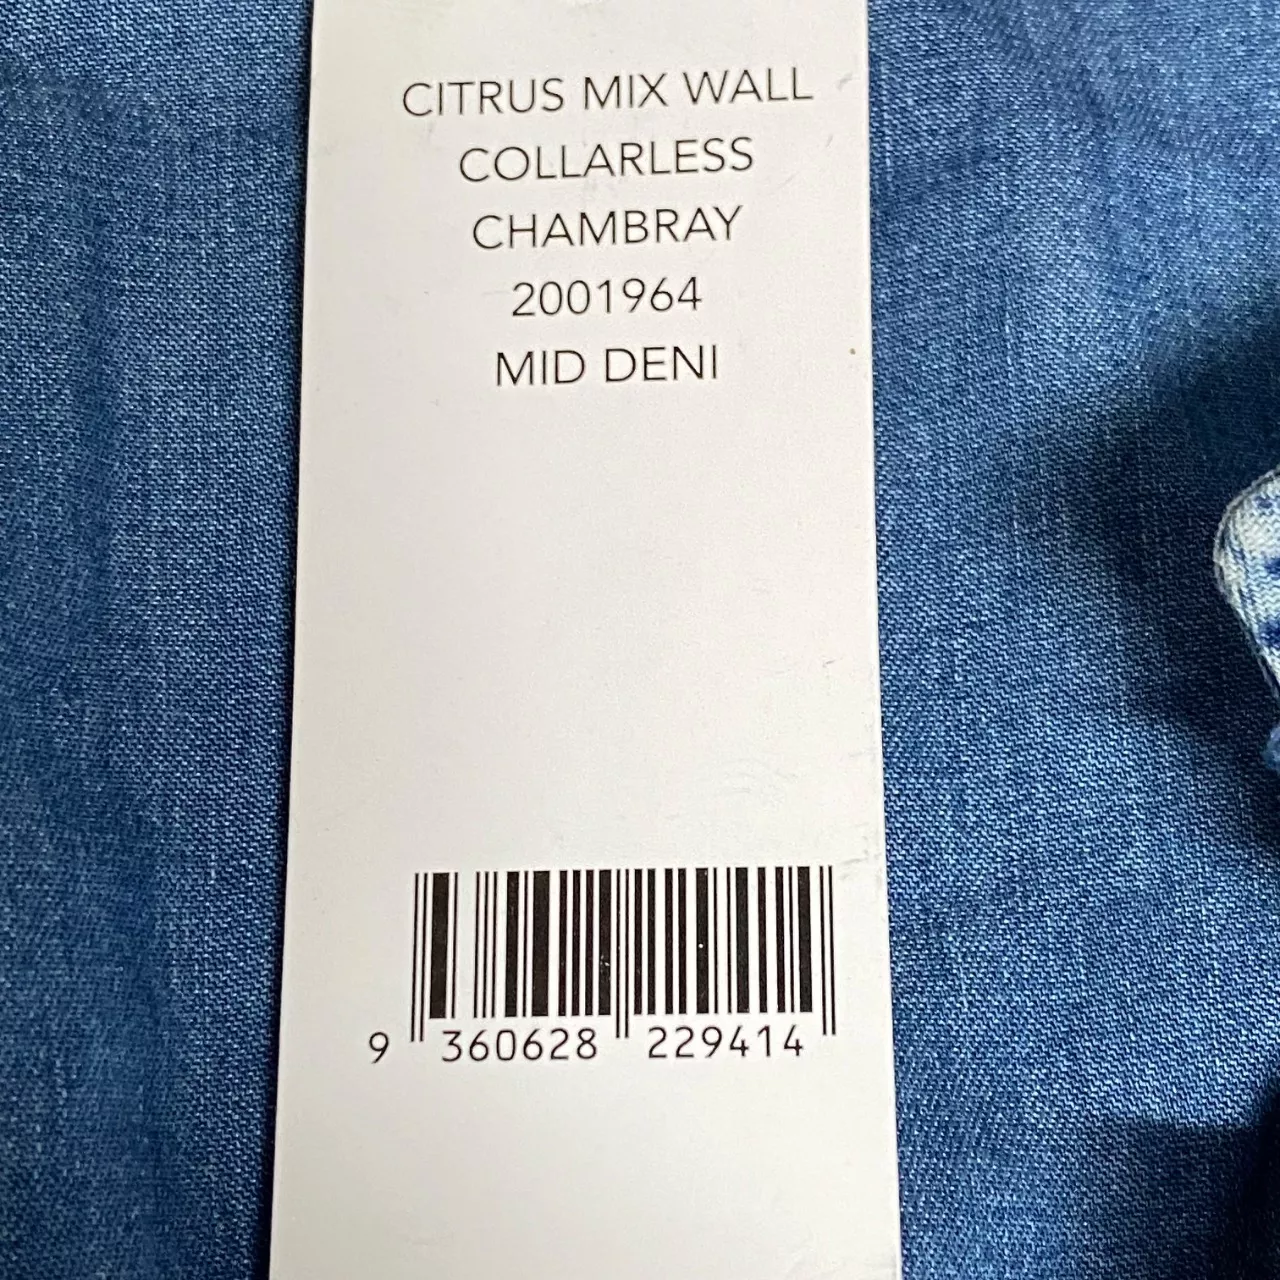 CITRUS MIX WALL
COLLARLESS
CHAMBRAY
2001964
MID DENI
9 360628 229414